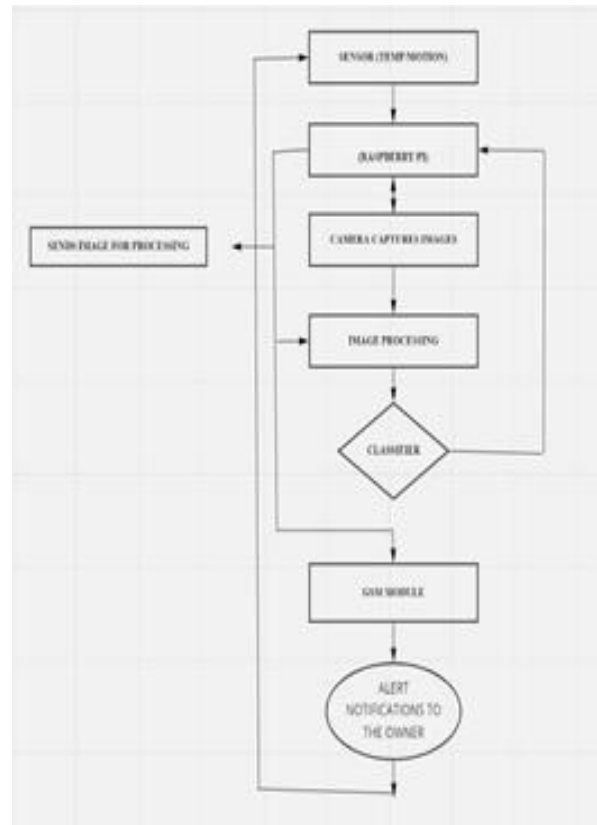 SENSOR (TEMP MOTION)
(RASPBERRY PI)
SENDS IMAGE FOR PROCESSING
CAMERA CAPTURES IMAGES
IMAGE PROCESSING
CLASSIFIER
GSM MODULE
ALERT
NOTIFICATIONS TO
THE OWNER